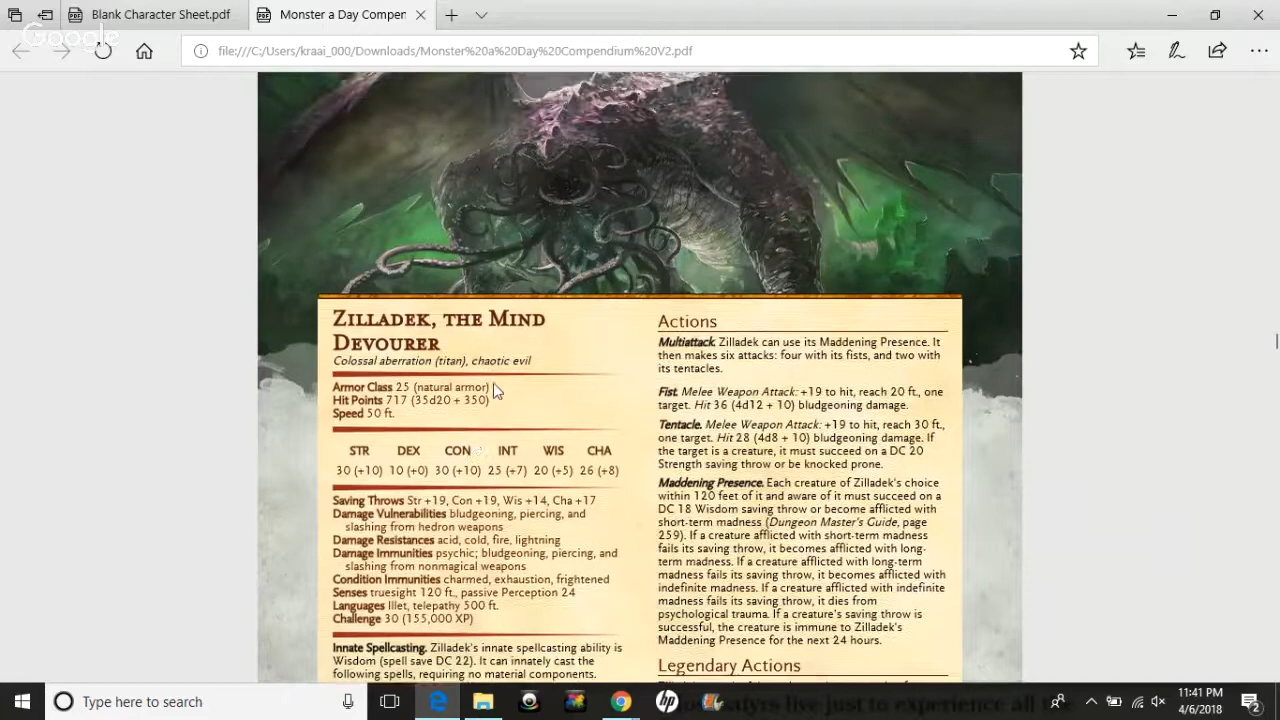 Blank Character Sheet.pdf
Monster a Day Compen
Google
file:///C:/Users/kraai_000/Downloads/Monster%20a%20Day%20Compendium%20V2.pdf
Zilladek, the Mind
Devourer
Colossal aberration (titan), chaotic evil
Armor Class 25 (natural armor)
Hit Points 717 (35d20 + 350)
Speed 50 ft.
STR DEX CON INT WIS CHA
30 (+10) 10 (+0) 30 (+10) 25 (+7) 20 (+5) 26 (+8)
Saving Throws Str +19, Con +19, Wis +14, Cha +17
Damage Vulnerabilities bludgeoning, piercing, and
slashing from hedron weapons
Damage Resistances acid, cold, fire, lightning
Damage Immunities psychic; bludgeoning, piercing, and
slashing from nonmagical weapons
Condition Immunities charmed, exhaustion, frightened
Senses truesight 120 ft., passive Perception 24
Languages Illet, telepathy 500 ft.
Challenge 30 (155,000 XP)
Innate Spellcasting. Zilladek's innate spellcasting ability is
Wisdom (spell save DC 22). It can innately cast the
following spells, requiring no material components.
Actions
Multiattack. Zilladek can use its Maddening Presence. It
then makes six attacks: four with its fists, and two with
its tentacles.
Fist. Melee Weapon Attack: +19 to hit, reach 20 ft., one
target. Hit 36 (4d12 + 10) bludgeoning damage.
Tentacle. Melee Weapon Attack: +19 to hit, reach 30 ft.,
one target. Hit 28 (4d8 + 10) bludgeoning damage. If
the target is a creature, it must succeed on a DC 20
Strength saving throw or be knocked prone.
Maddening Presence. Each creature of Zilladek's choice
within 120 feet of it and aware of it must succeed on a
DC 18 Wisdom saving throw or become afflicted with
short-term madness (Dungeon Master's Guide, page
259). If a creature afflicted with short-term madness
fails its saving throw, it becomes afflicted with long-
term madness. If a creature afflicted with long-term
madness fails its saving throw, it becomes afflicted with
indefinite madness. If a creature afflicted with indefinite
madness fails its saving throw, it dies from
psychological trauma. If a creature's saving throw is
successful, the creature is immune to Zilladek's
Maddening Presence for the next 24 hours.
Legendary Actions
Type here to search
hp
11:41 PM
4/6/2018
2